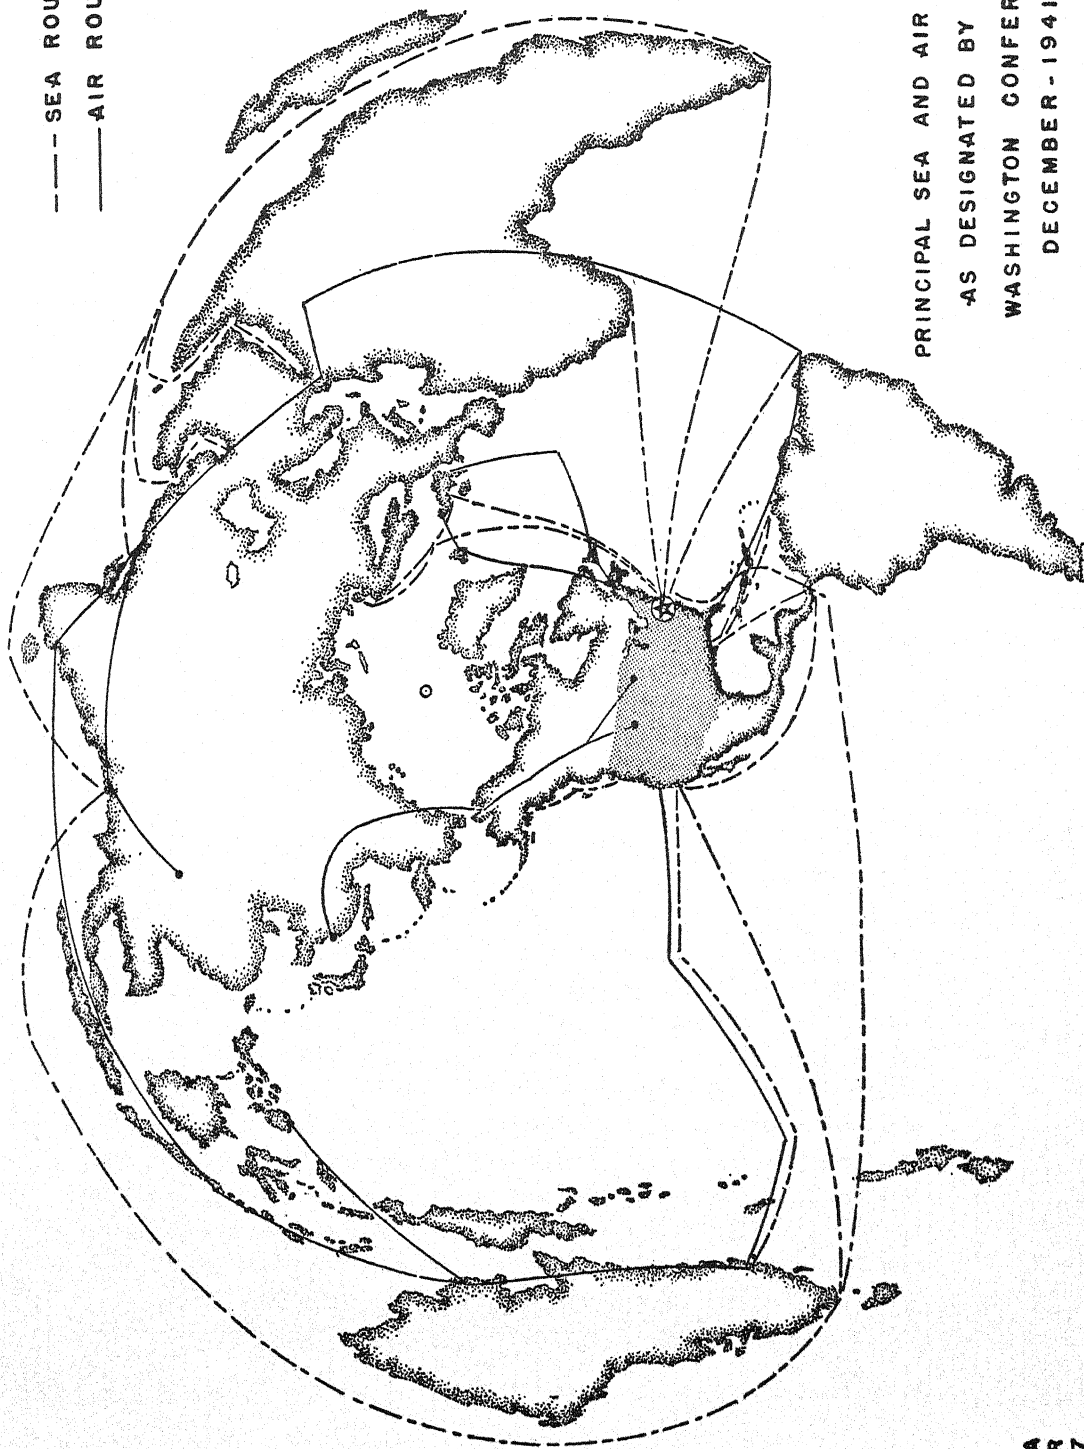 — — — SEA ROU
——— AIR ROU
PRINCIPAL SEA AND AIR
AS DESIGNATED BY
WASHINGTON CONFER
DECEMBER - 1941
A
R